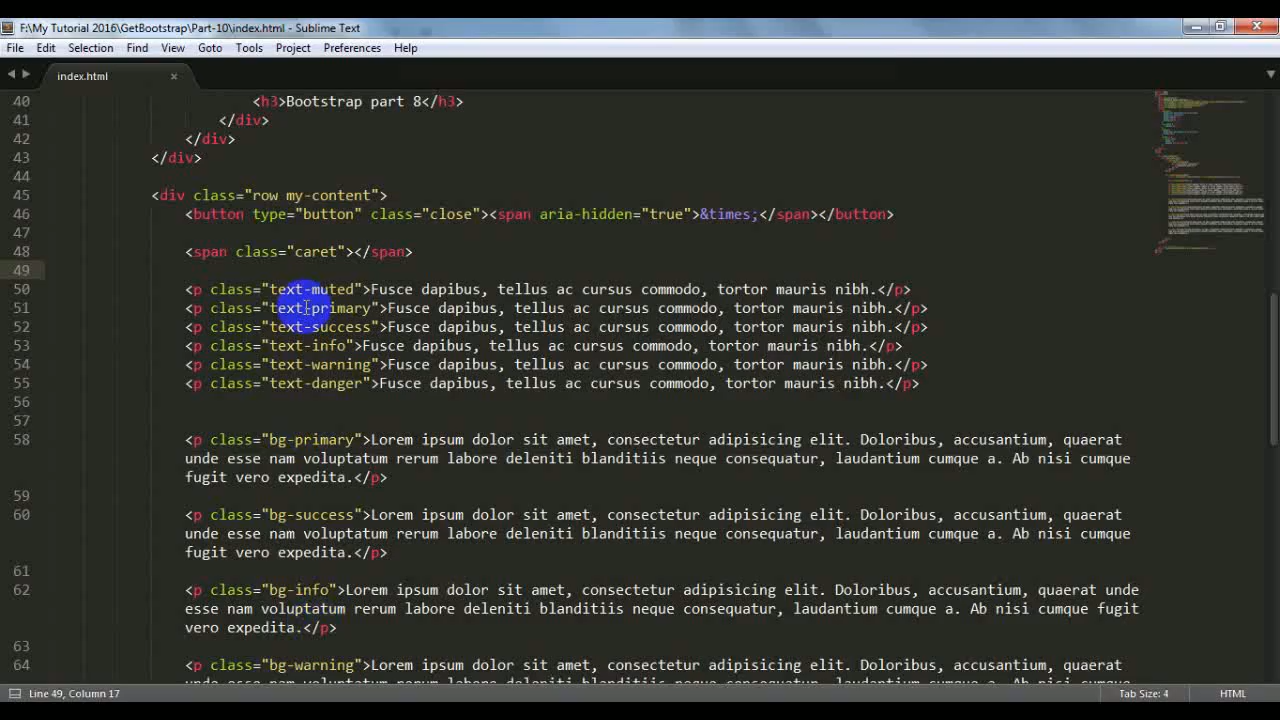 F:\My Tutorial 2016\GetBootstrap\Part-10\index.html - Sublime Text
File Edit Selection Find View Goto Tools Project Preferences Help
index.html ×
40 <h3>Bootstrap part 8</h3>
41 </div>
42 </div>
43 </div>
44
45 <div class="row my-content">
46 <button type="button" class="close"><span aria-hidden="true">&times;</span></button>
47
48 <span class="caret"></span>
49
50 <p class="text-muted">Fusce dapibus, tellus ac cursus commodo, tortor mauris nibh.</p>
51 <p class="text-primary">Fusce dapibus, tellus ac cursus commodo, tortor mauris nibh.</p>
52 <p class="text-success">Fusce dapibus, tellus ac cursus commodo, tortor mauris nibh.</p>
53 <p class="text-info">Fusce dapibus, tellus ac cursus commodo, tortor mauris nibh.</p>
54 <p class="text-warning">Fusce dapibus, tellus ac cursus commodo, tortor mauris nibh.</p>
55 <p class="text-danger">Fusce dapibus, tellus ac cursus commodo, tortor mauris nibh.</p>
56
57
58 <p class="bg-primary">Lorem ipsum dolor sit amet, consectetur adipisicing elit. Doloribus, accusantium, quaerat
unde esse nam voluptatum rerum labore deleniti blanditiis neque consequatur, laudantium cumque a. Ab nisi cumque
fugit vero expedita.</p>
59
60 <p class="bg-success">Lorem ipsum dolor sit amet, consectetur adipisicing elit. Doloribus, accusantium, quaerat
unde esse nam voluptatum rerum labore deleniti blanditiis neque consequatur, laudantium cumque a. Ab nisi cumque
fugit vero expedita.</p>
61
62 <p class="bg-info">Lorem ipsum dolor sit amet, consectetur adipisicing elit. Doloribus, accusantium, quaerat unde
esse nam voluptatum rerum labore deleniti blanditiis neque consequatur, laudantium cumque a. Ab nisi cumque fugit
vero expedita.</p>
63
64 <p class="bg-warning">Lorem ipsum dolor sit amet, consectetur adipisicing elit. Doloribus, accusantium, quaerat
Line 49, Column 17 Tab Size: 4 HTML